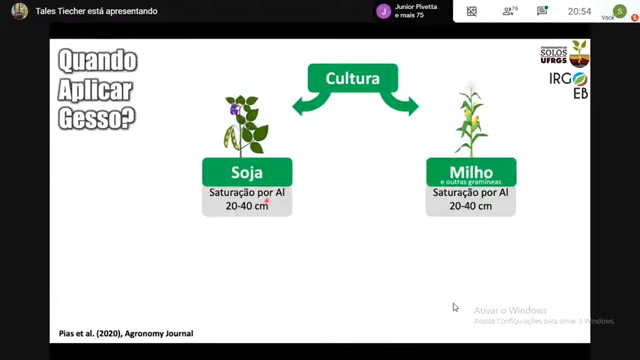 Tales Tiecher está apresentando
Junior Pivetta
e mais 75
78
20:54
Você
J
S
Quando
Aplicar
Gesso?
Cultura
SOLOS
UFRGS
IRG
EB
Soja
Saturação por Al
20-40 cm
Milho
e outras gramíneas
Saturação por Al
20-40 cm
Ativar o Windows
Acesse Configurações para ativar o Windows.
Pias et al. (2020), Agronomy Journal